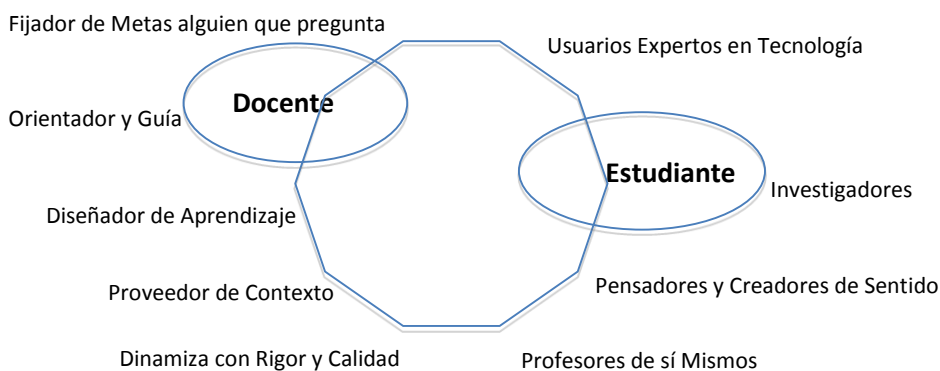 Fijador de Metas alguien que pregunta
Usuarios Expertos en Tecnología
Docente
Orientador y Guía
Estudiante
Investigadores
Diseñador de Aprendizaje
Proveedor de Contexto
Pensadores y Creadores de Sentido
Dinamiza con Rigor y Calidad
Profesores de sí Mismos